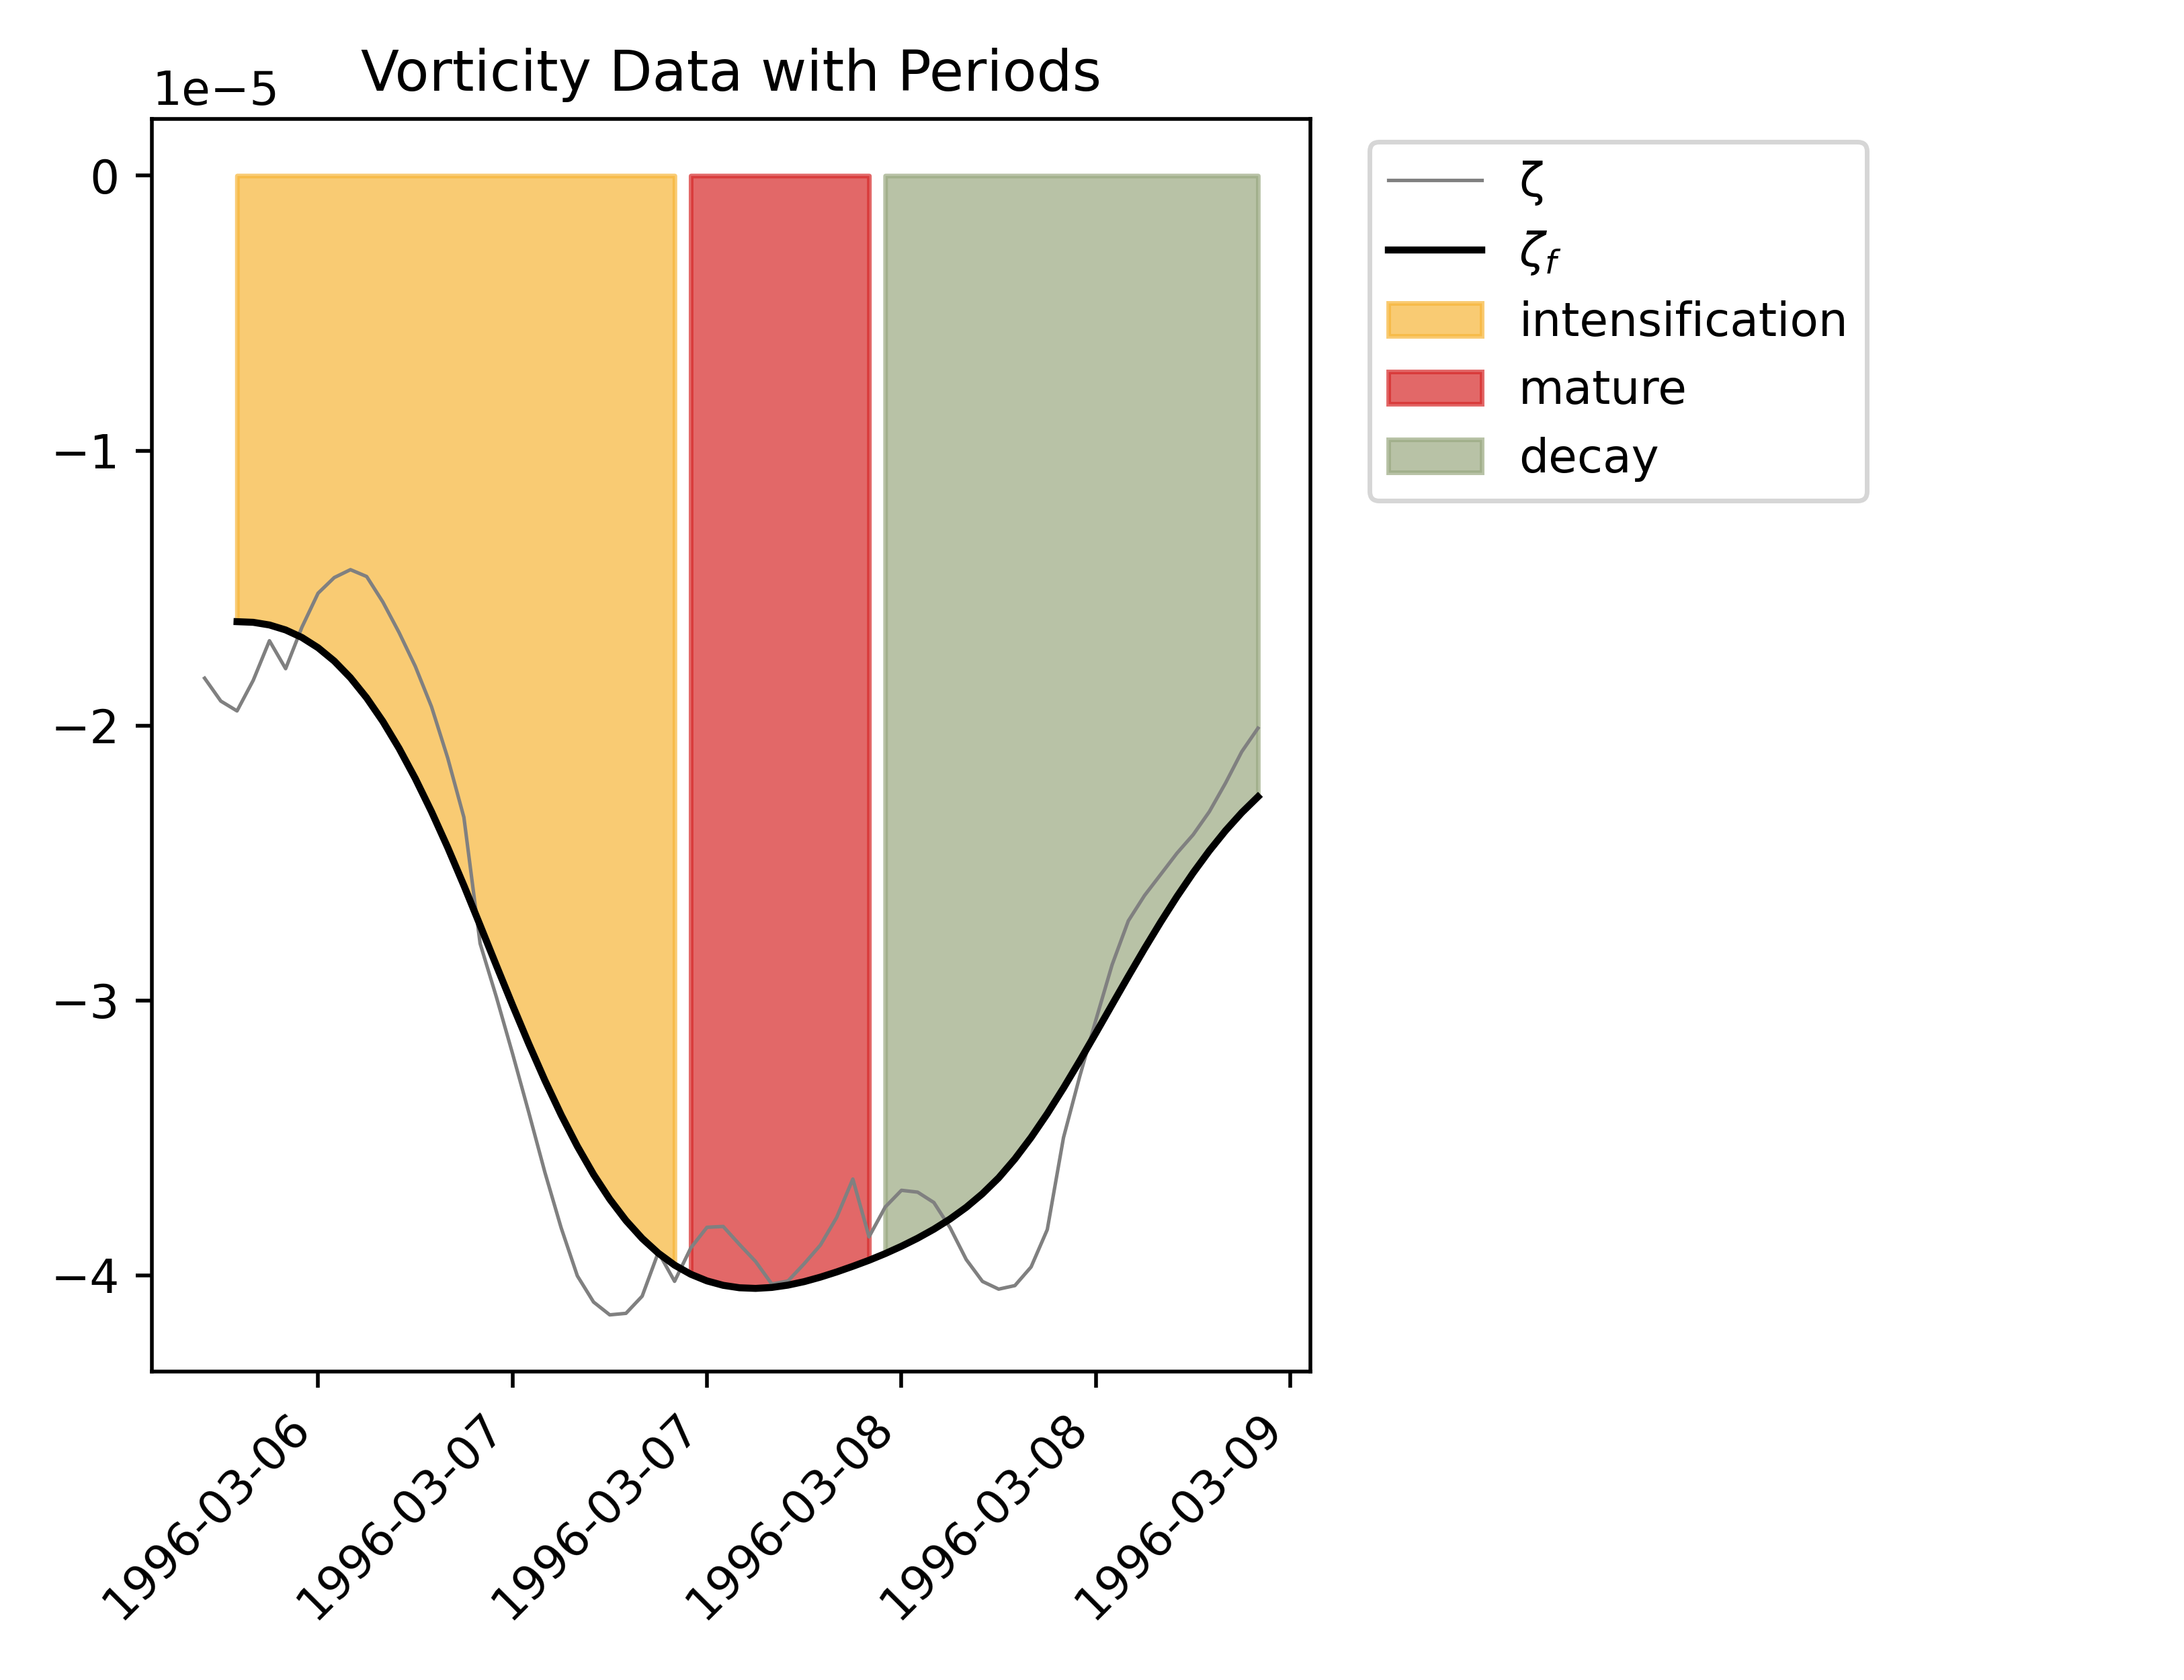 Vorticity Data with Periods
1e−5
0
−1
−2
−3
−4
1996-03-06
1996-03-07
1996-03-07
1996-03-08
1996-03-08
1996-03-09
ζ
ζf
intensification
mature
decay